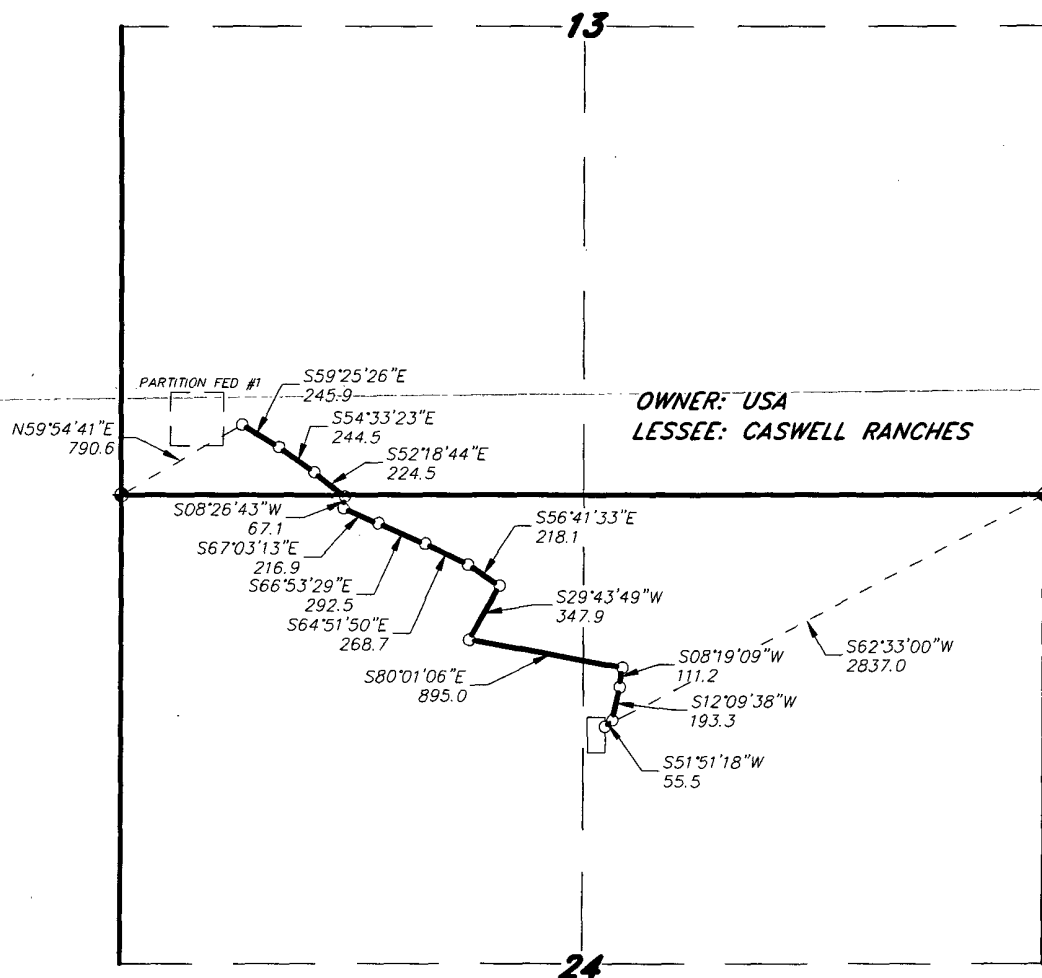 13
PARTITION FED #1
S59°25'26"E
245.9
S54°33'23"E
244.5
N59°54'41"E
790.6
S52°18'44"E
224.5
OWNER: USA
LESSEE: CASWELL RANCHES
S08°26'43"W
67.1
S67°03'13"E
216.9
S66°53'29"E
292.5
S64°51'50"E
268.7
S56°41'33"E
218.1
S29°43'49"W
347.9
S80°01'06"E
895.0
S08°19'09"W
111.2
S62°33'00"W
2837.0
S12°09'38"W
193.3
S51°51'18"W
55.5
24